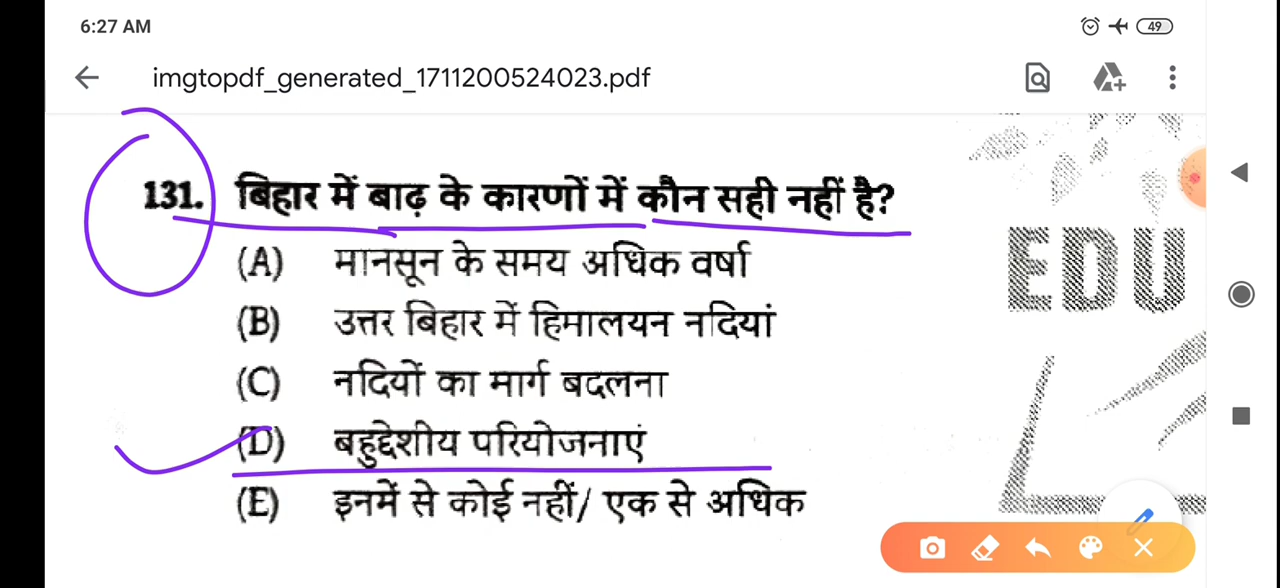 6:27 AM
49
imgtopdf_generated_1711200524023.pdf
131. बिहार में बाढ़ के कारणों में कौन सही नहीं है?
(A) मानसून के समय अधिक वर्षा
(B) उत्तर बिहार में हिमालयन नदियां
(C) नदियों का मार्ग बदलना
(D) बहुद्देशीय परियोजनाएं
(E) इनमें से कोई नहीं/ एक से अधिक
EDU